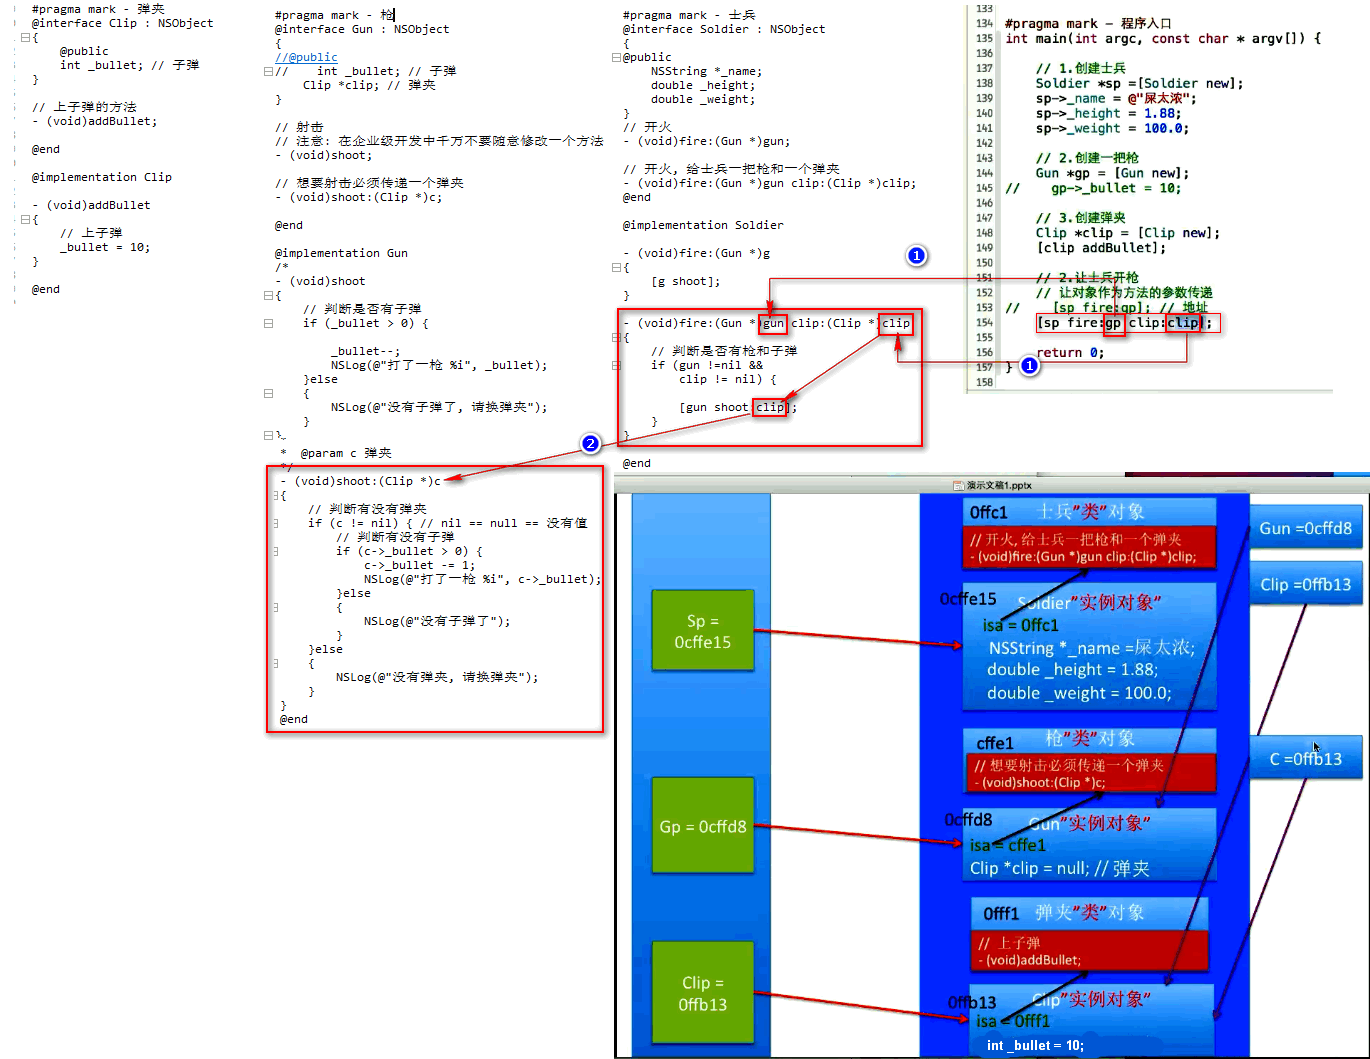 #pragma mark - 弹夹
@interface Clip : NSObject
{
@public
int _bullet; // 子弹
}
// 上子弹的方法
- (void)addBullet;
@end
@implementation Clip
- (void)addBullet
{
// 上子弹
_bullet = 10;
}
@end
#pragma mark - 枪
@interface Gun : NSObject
{
//@public
//    int _bullet; // 子弹
Clip *clip; // 弹夹
}
// 射击
// 注意: 在企业级开发中千万不要随意修改一个方法
- (void)shoot;
// 想要射击必须传递一个弹夹
- (void)shoot:(Clip *)c;
@end
@implementation Gun
/*
- (void)shoot
{
// 判断是否有子弹
if (_bullet > 0) {
_bullet--;
NSLog(@"打了一枪 %i", _bullet);
}else
{
NSLog(@"没有子弹了, 请换弹夹");
}
}
*  @param c 弹夹
*/
- (void)shoot:(Clip *)c
{
// 判断有没有弹夹
if (c != nil) { // nil == null == 没有值
// 判断有没有子弹
if (c->_bullet > 0) {
c->_bullet -= 1;
NSLog(@"打了一枪 %i", c->_bullet);
}else
{
NSLog(@"没有子弹了");
}
}else
{
NSLog(@"没有弹夹, 请换弹夹");
}
}
@end
#pragma mark - 士兵
@interface Soldier : NSObject
{
@public
NSString *_name;
double _height;
double _weight;
}
// 开火
- (void)fire:(Gun *)gun;
// 开火, 给士兵一把枪和一个弹夹
- (void)fire:(Gun *)gun clip:(Clip *)clip;
@end
@implementation Soldier
- (void)fire:(Gun *)g
{
[g shoot];
}
- (void)fire:(Gun *)gun clip:(Clip *)clip
{
// 判断是否有枪和子弹
if (gun !=nil &&
clip != nil) {
[gun shoot:clip];
}
}
@end
1
2
1
133
134 #pragma mark – 程序入口
135 int main(int argc, const char * argv[]) {
136
137 // 1.创建士兵
138 Soldier *sp =[Soldier new];
139 sp->_name = @"屎太浓";
140 sp->_height = 1.88;
141 sp->_weight = 100.0;
142
143 // 2.创建一把枪
144 Gun *gp = [Gun new];
145 //    gp->_bullet = 10;
146
147 // 3.创建弹夹
148 Clip *clip = [Clip new];
149 [clip addBullet];
150
151 // 2.让士兵开枪
152 // 让对象作为方法的参数传递
153 //    [sp fire:gp]; // 地址
154 [sp fire:gp clip:clip];
155
156 return 0;
157 }
158
演示文稿1.pptx
Sp =
0cffe15
Gp = 0cffd8
Clip =
0ffb13
0ffc1 士兵"类"对象
// 开火, 给士兵一把枪和一个弹夹
- (void)fire:(Gun *)gun clip:(Clip *)clip;
0cffe15
Soldier"实例对象"
isa = 0ffc1
NSString *_name =屎太浓;
double _height = 1.88;
double _weight = 100.0;
cffe1 枪"类"对象
// 想要射击必须传递一个弹夹
- (void)shoot:(Clip *)c;
0cffd8
Gun"实例对象"
isa = cffe1
Clip *clip = null; // 弹夹
0fff1 弹夹"类"对象
// 上子弹
- (void)addBullet;
0ffb13
Clip"实例对象"
isa = 0fff1
int _bullet = 10;
Gun =0cffd8
Clip =0ffb13
C =0ffb13